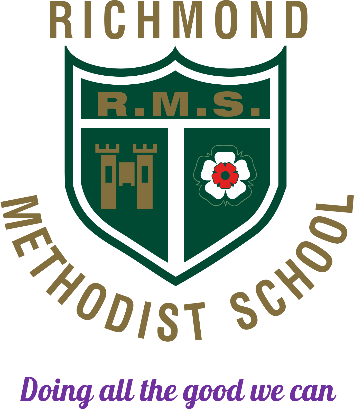 RICHMOND
R.M.S.
METHODIST SCHOOL
Doing all the good we can